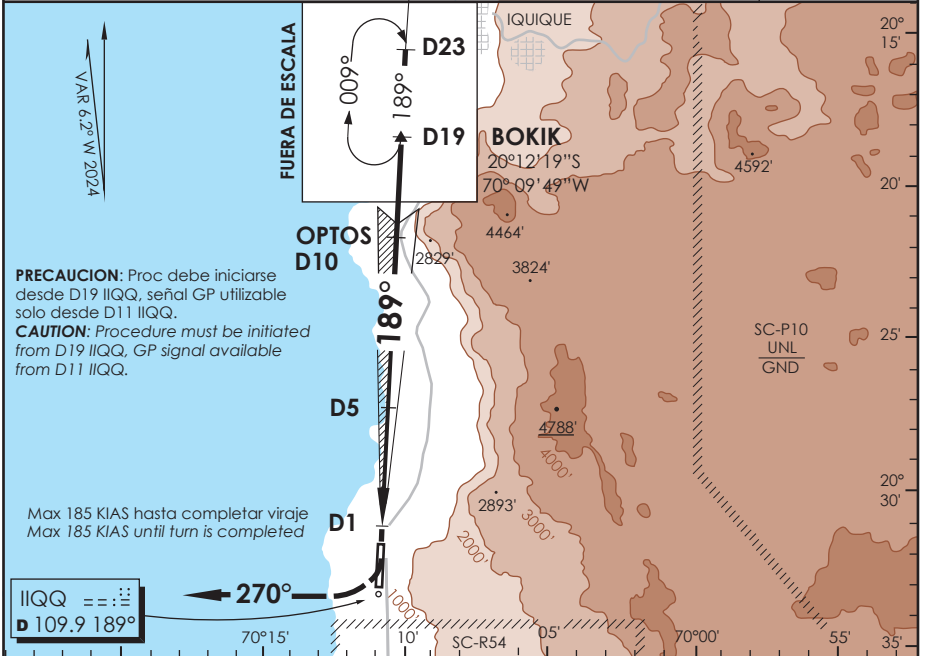 IQUIQUE
20°
15'
VAR 6.2° W 2024
FUERA DE ESCALA
009°
189°
D23
D19
BOKIK
20°12'19"S
70°09'49"W
4592'
20'
4464'
OPTOS
D10
2829'
3824'
PRECAUCION: Proc debe iniciarse
desde D19 IIQQ, señal GP utilizable
solo desde D11 IIQQ.
CAUTION: Procedure must be initiated
from D19 IIQQ, GP signal available
from D11 IIQQ.
189°
SC-P10
UNL
GND
25'
D5
4788'
4000'
20°
30'
2893'
3000'
2000'
Max 185 KIAS hasta completar viraje
Max 185 KIAS until turn is completed
D1
IIQQ
D 109.9 189°
270°
1000'
70°15'
10'
SC-R54
05'
70°00'
55'
35'